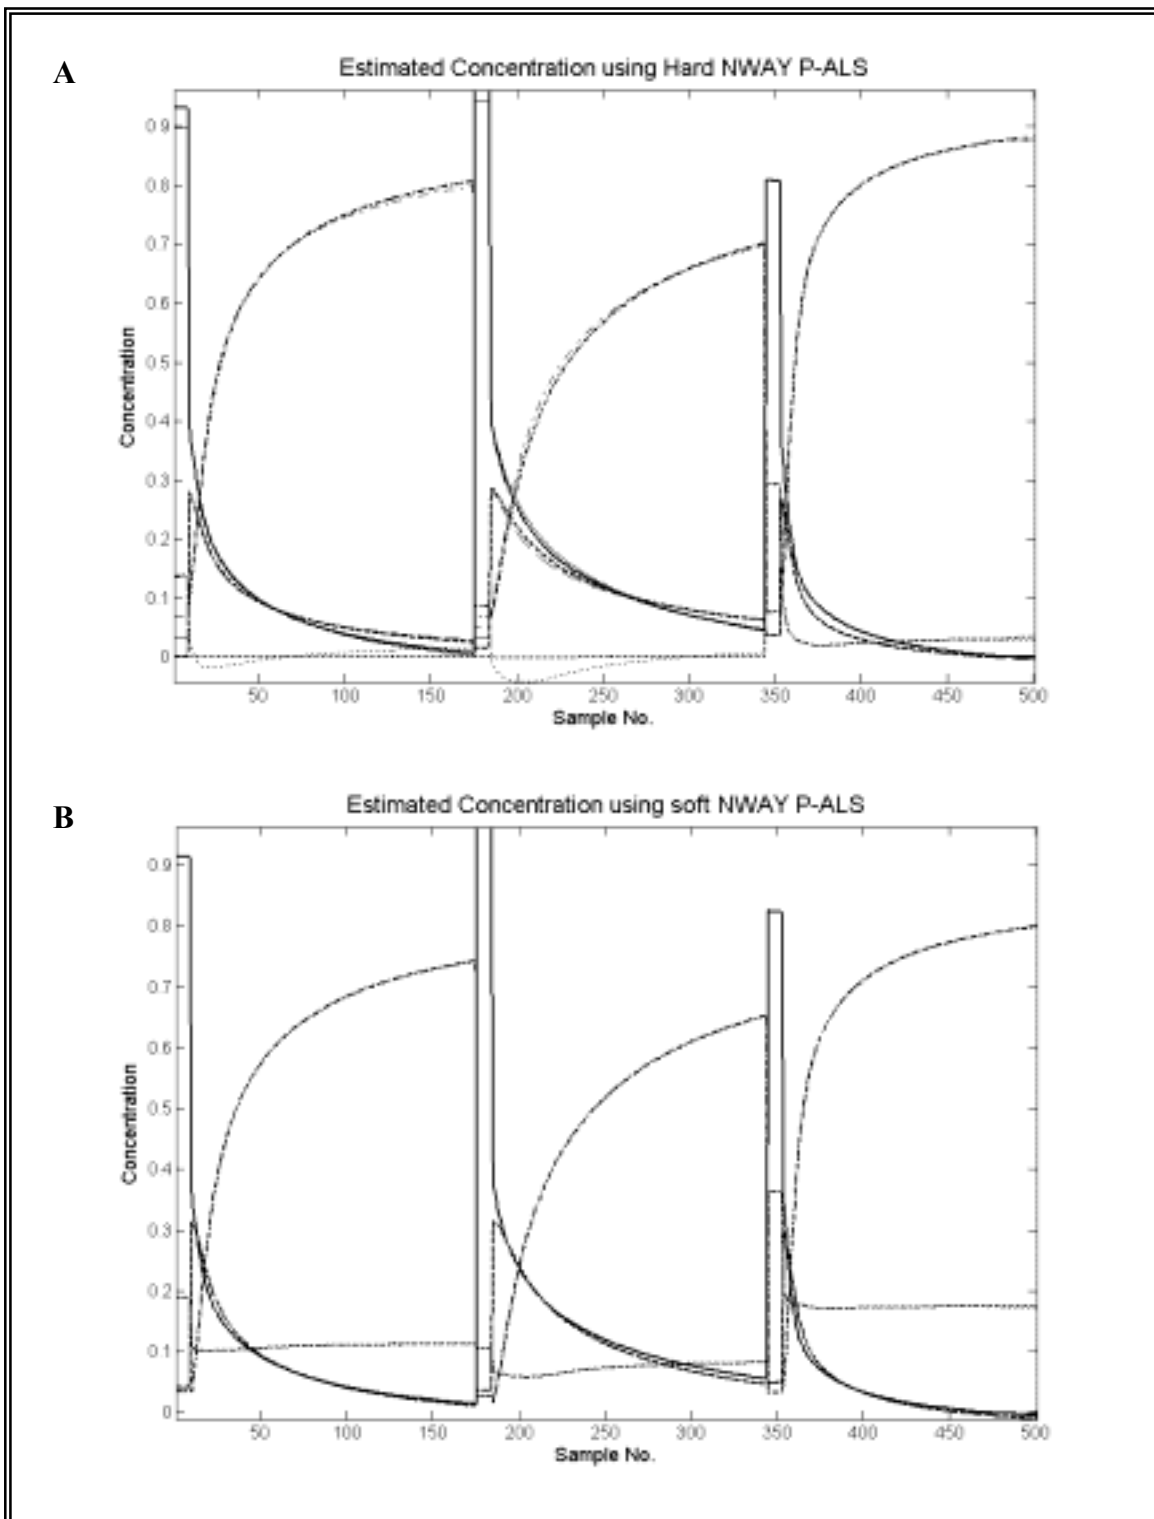 A
Estimated Concentration using Hard NWAY P-ALS
0.9
0.8
0.7
0.6
0.5
0.4
0.3
0.2
0.1
0
Concentration
50 100 150 200 250 300 350 400 450 500
Sample No.
B
Estimated Concentration using soft NWAY P-ALS
0.9
0.8
0.7
0.6
0.5
0.4
0.3
0.2
0.1
0
Concentration
50 100 150 200 250 300 350 400 450 500
Sample No.